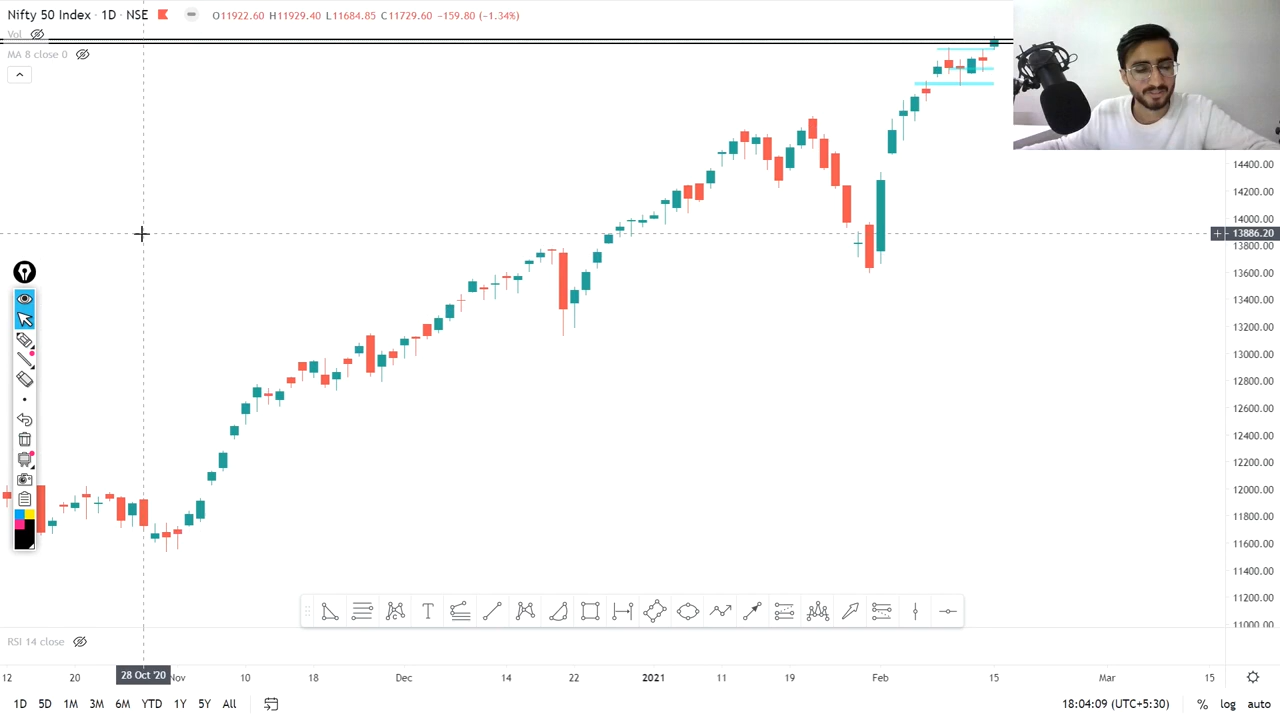 Nifty 50 Index · 1D · NSE O11922.60 H11929.40 L11684.85 C11729.60 -159.80 (-1.34%)
Vol
MA 8 close 0
14400.00
14200.00
14000.00
13886.20
13800.00
13600.00
13400.00
13200.00
13000.00
12800.00
12600.00
12400.00
12200.00
12000.00
11800.00
11600.00
11400.00
11200.00
11000.00
T
RSI 14 close
12 20 28 Oct '20 Nov 10 18 Dec 14 22 2021 11 19 Feb 15 Mar 15
1D 5D 1M 3M 6M YTD 1Y 5Y All 18:04:09 (UTC+5:30) % log auto